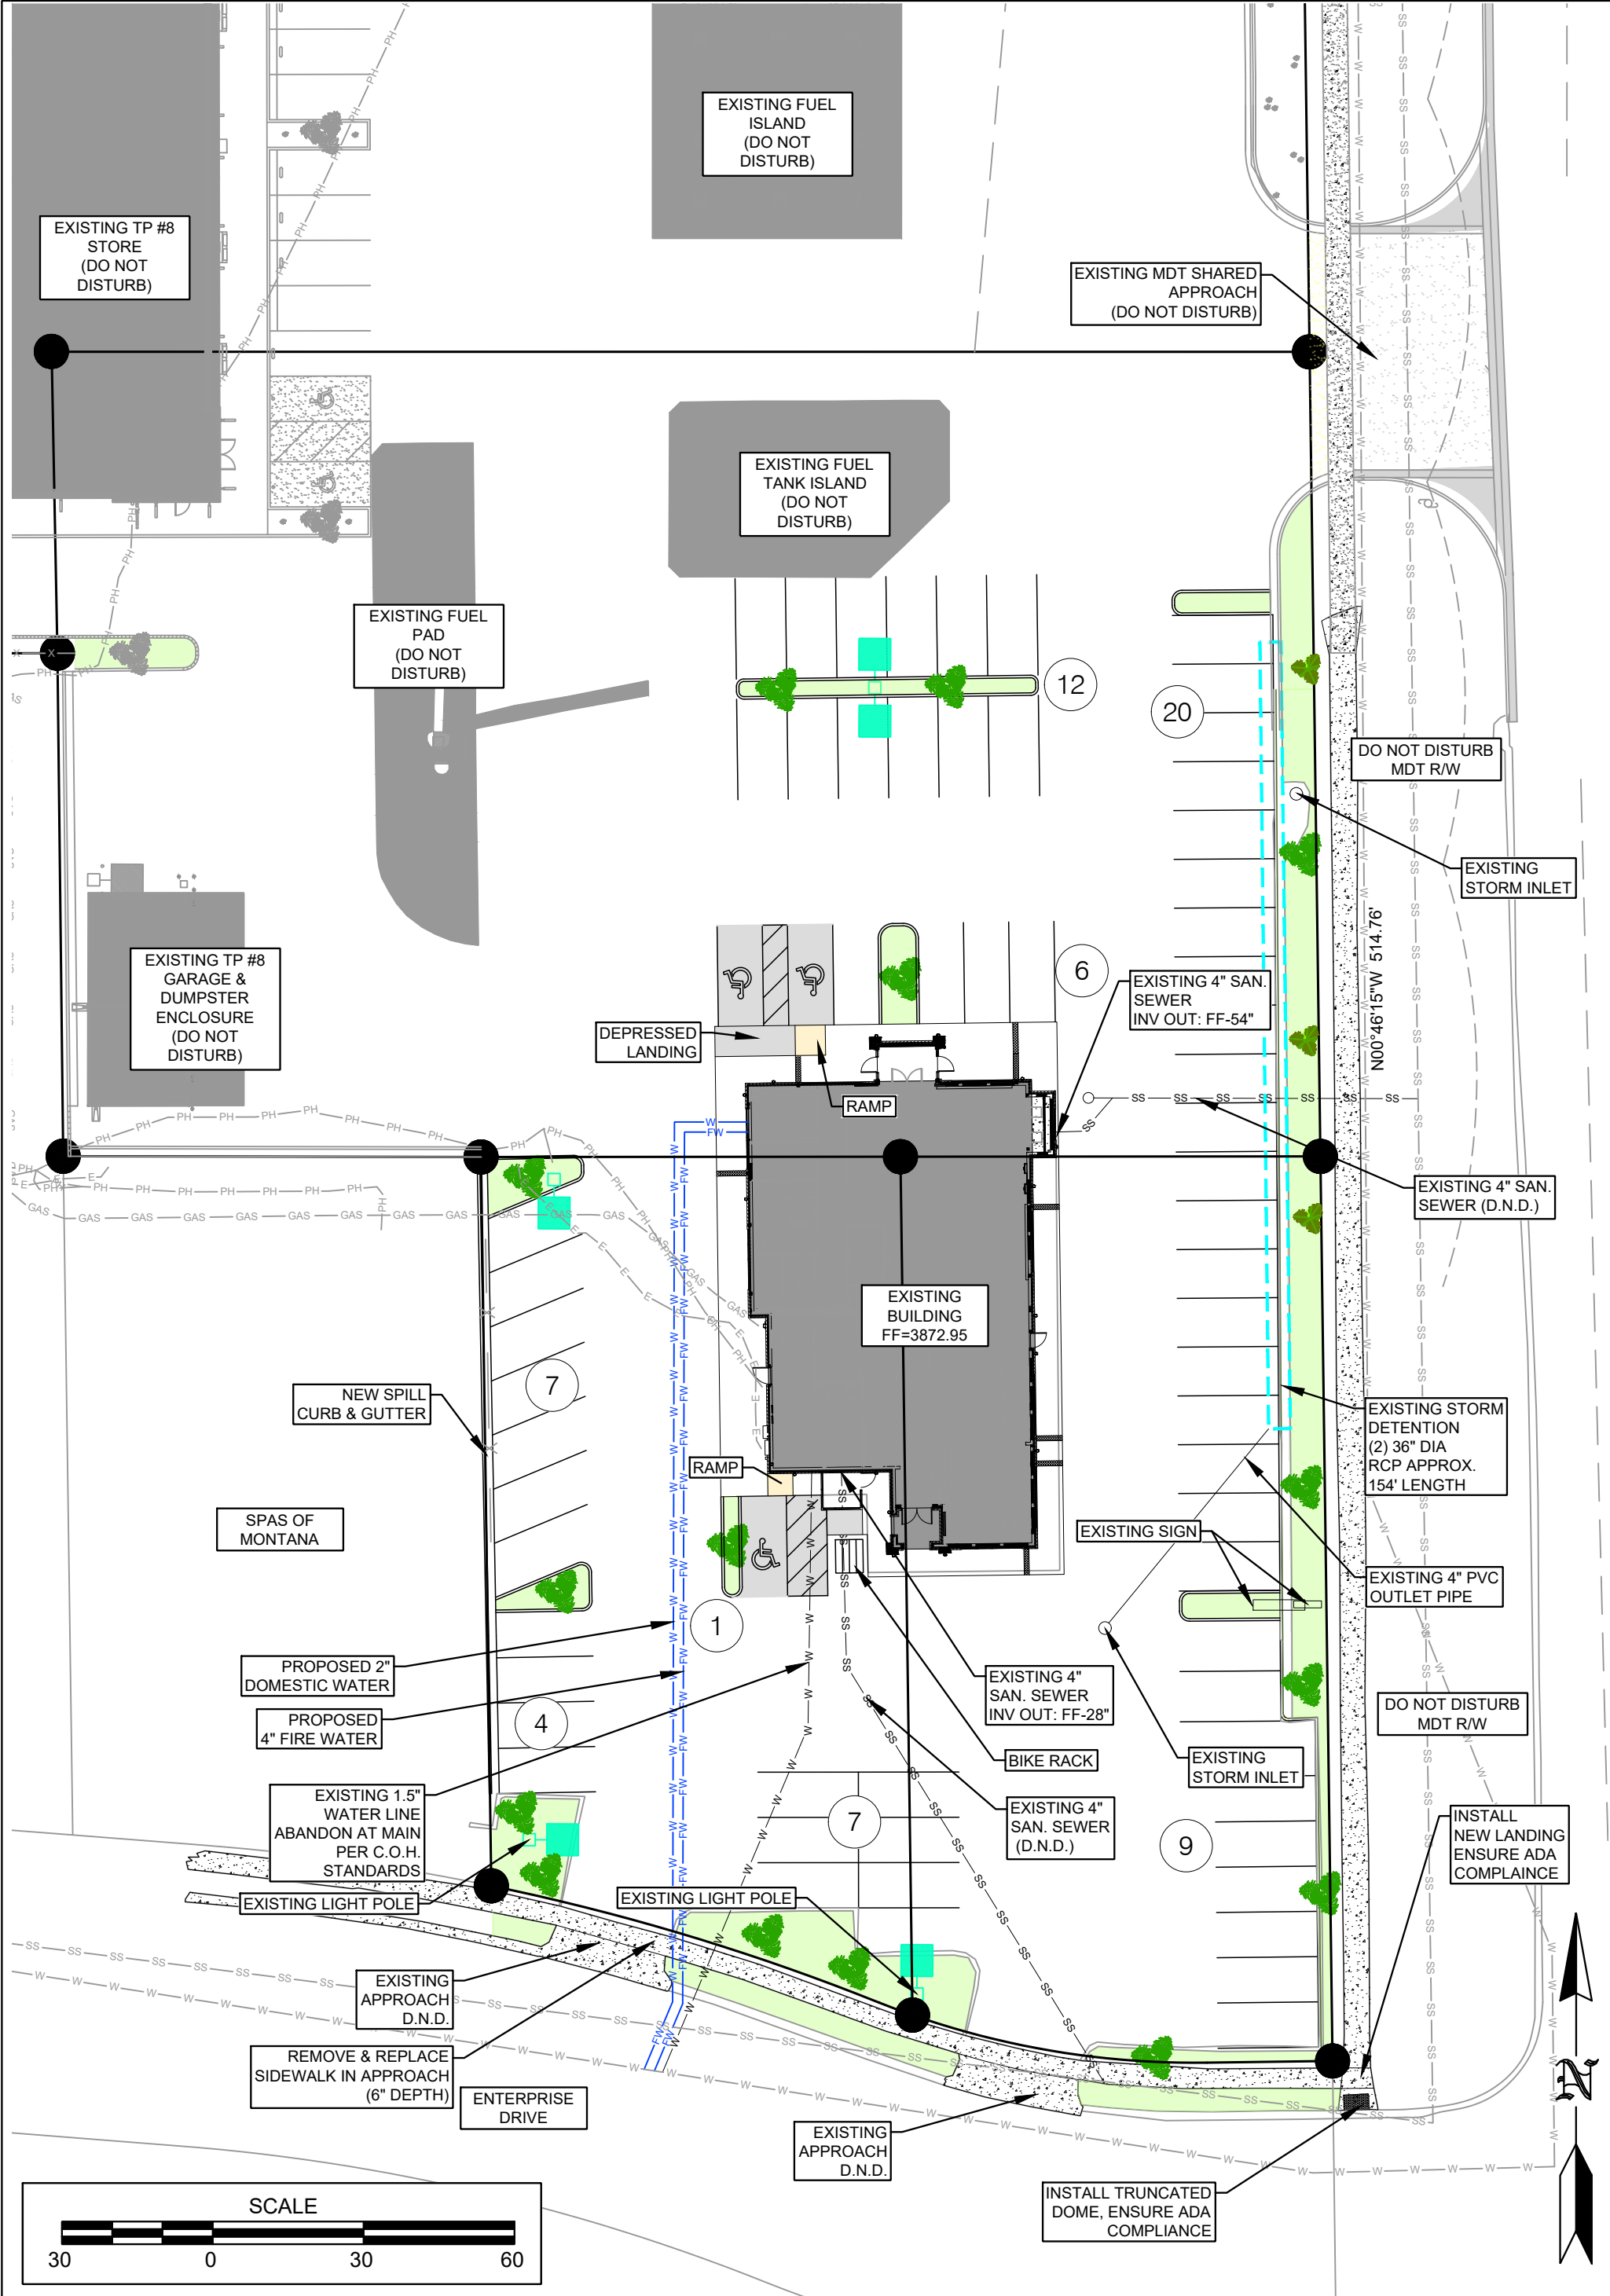 EXISTING FUEL
ISLAND
(DO NOT
DISTURB)
EXISTING TP #8
STORE
(DO NOT
DISTURB)
EXISTING MDT SHARED
APPROACH
(DO NOT DISTURB)
EXISTING FUEL
TANK ISLAND
(DO NOT
DISTURB)
EXISTING FUEL
PAD
(DO NOT
DISTURB)
12
20
DO NOT DISTURB
MDT R/W
EXISTING
STORM INLET
N00°46'15"W 514.76'
EXISTING TP #8
GARAGE &
DUMPSTER
ENCLOSURE
(DO NOT
DISTURB)
6
EXISTING 4" SAN.
SEWER
INV OUT: FF-54"
DEPRESSED
LANDING
RAMP
EXISTING 4" SAN.
SEWER (D.N.D.)
EXISTING
BUILDING
FF=3872.95
7
NEW SPILL
CURB & GUTTER
EXISTING STORM
DETENTION
(2) 36" DIA
RCP APPROX.
154' LENGTH
RAMP
SPAS OF
MONTANA
EXISTING SIGN
EXISTING 4" PVC
OUTLET PIPE
1
PROPOSED 2"
DOMESTIC WATER
PROPOSED
4" FIRE WATER
4
EXISTING 4"
SAN. SEWER
INV OUT: FF-28"
DO NOT DISTURB
MDT R/W
BIKE RACK
EXISTING
STORM INLET
EXISTING 1.5"
WATER LINE
ABANDON AT MAIN
PER C.O.H.
STANDARDS
7
EXISTING 4"
SAN. SEWER
(D.N.D.)
9
INSTALL
NEW LANDING
ENSURE ADA
COMPLAINCE
EXISTING LIGHT POLE
EXISTING LIGHT POLE
EXISTING
APPROACH
D.N.D.
REMOVE & REPLACE
SIDEWALK IN APPROACH
(6" DEPTH)
ENTERPRISE
DRIVE
EXISTING
APPROACH
D.N.D.
INSTALL TRUNCATED
DOME, ENSURE ADA
COMPLIANCE
N
SCALE
30 0 30 60